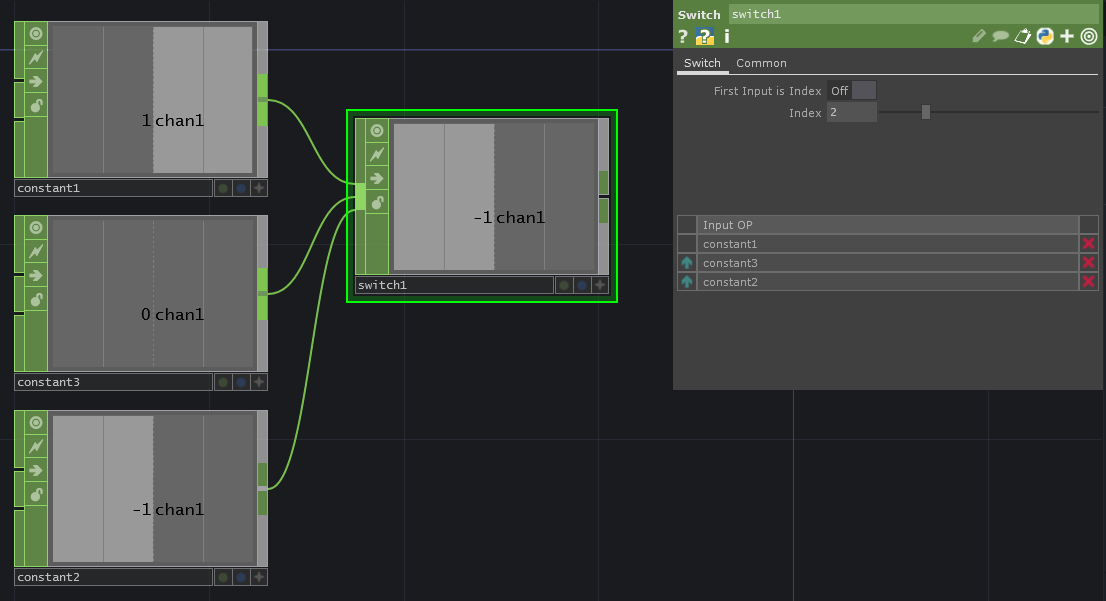 1 chan1
constant1
0 chan1
constant3
-1 chan1
constant2
-1 chan1
switch1
Switch switch1
? ? i
Switch Common
First Input is Index Off
Index 2
Input OP
constant1
constant3
constant2